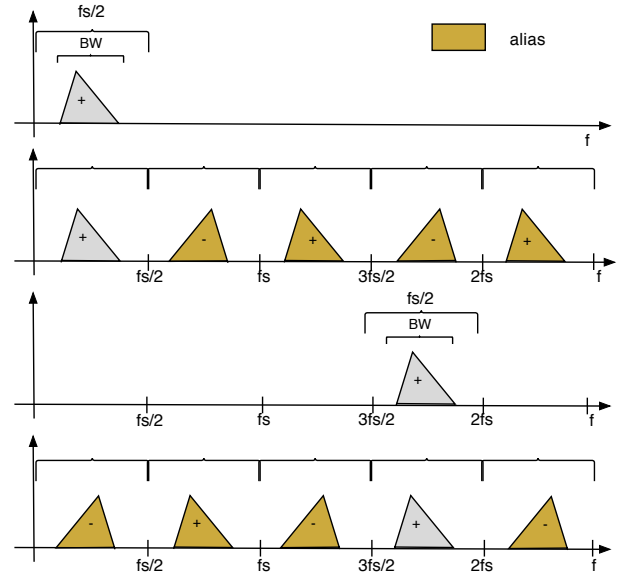 fs/2
BW
alias
+
f
+
-
+
-
+
fs/2
fs
3fs/2
2fs
f
fs/2
BW
+
fs/2
fs
3fs/2
2fs
f
-
+
-
+
-
fs/2
fs
3fs/2
2fs
f